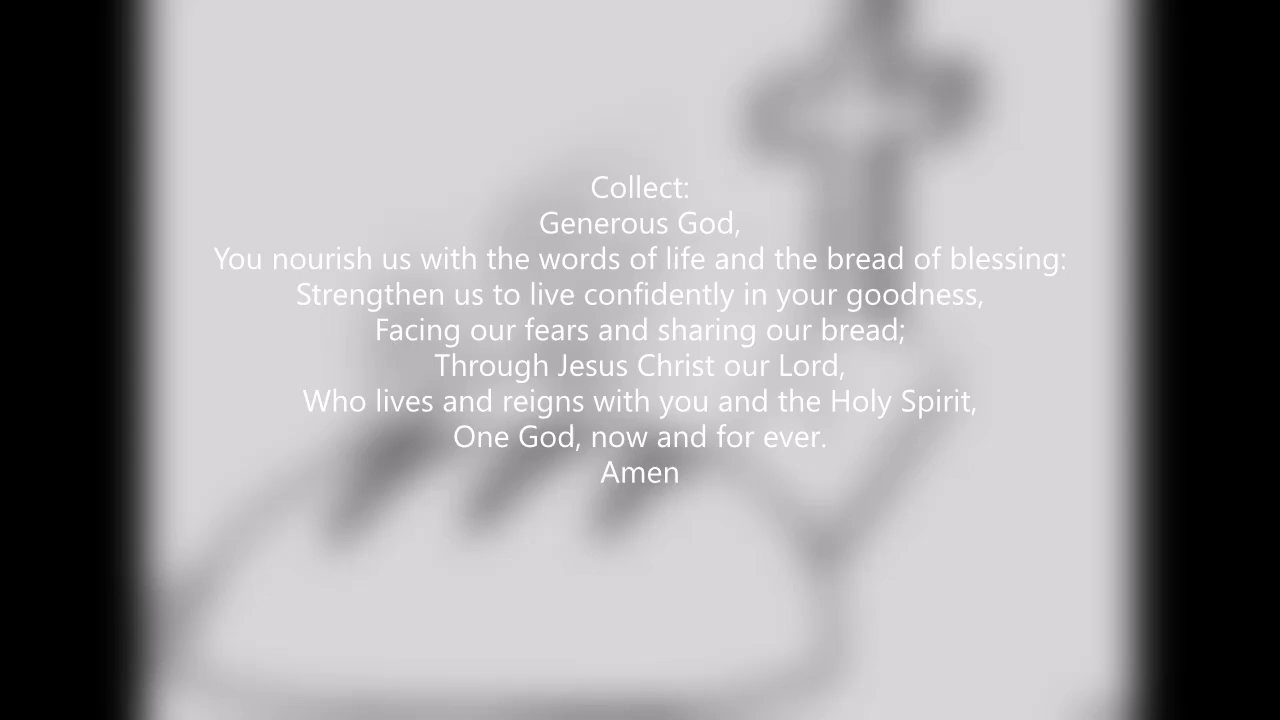 Collect:
Generous God,
You nourish us with the words of life and the bread of blessing:
Strengthen us to live confidently in your goodness,
Facing our fears and sharing our bread;
Through Jesus Christ our Lord,
Who lives and reigns with you and the Holy Spirit,
One God, now and for ever.
Amen